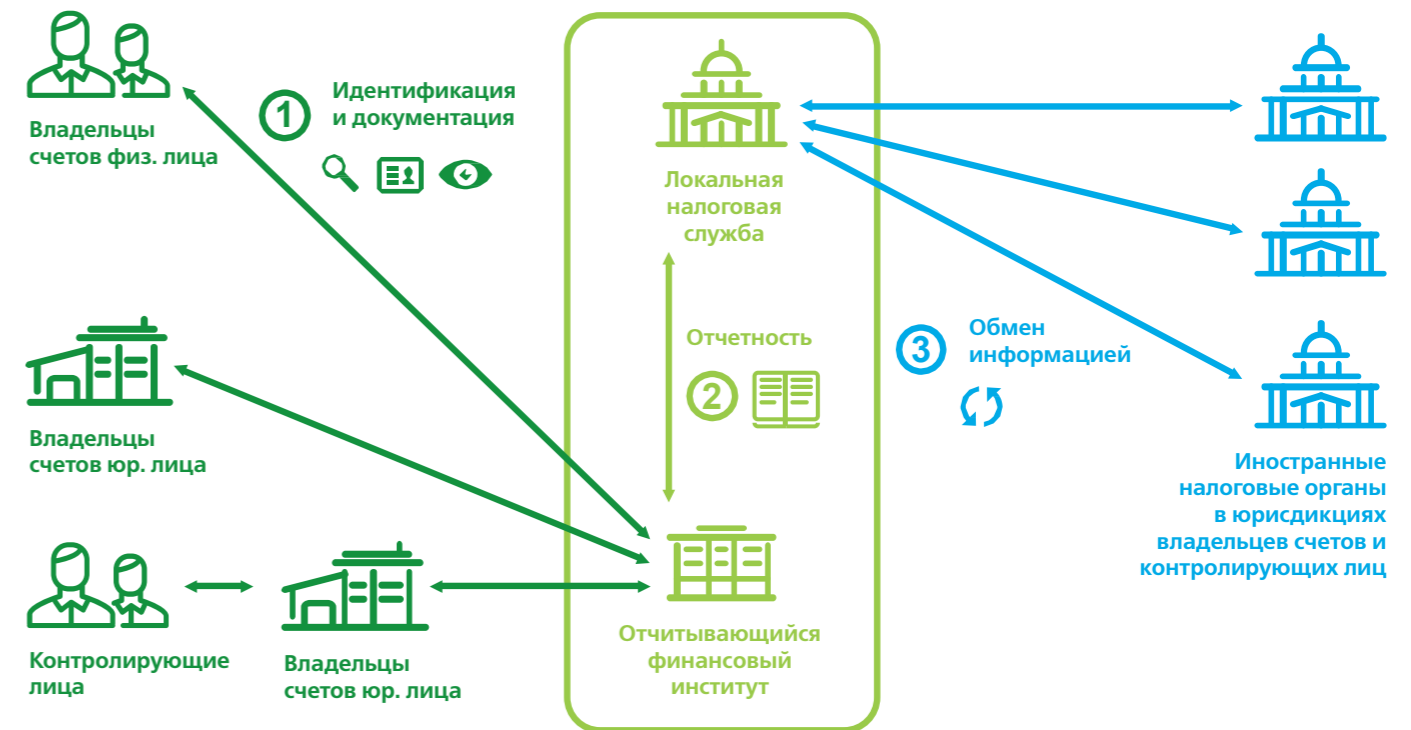 Владельцы
счетов физ. лица
1
Идентификация
и документация
Владельцы
счетов юр. лица
Контролирующие
лица
Владельцы
счетов юр. лица
Локальная
налоговая
служба
Отчетность
2
Отчитывающийся
финансовый
институт
3
Обмен
информацией
Иностранные
налоговые органы
в юрисдикциях
владельцев счетов и
контролирующих лиц